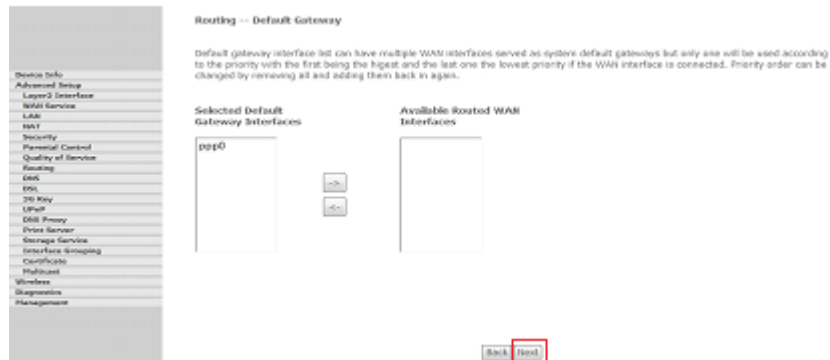 Routing -- Default Gateway
Default gateway interface list can have multiple WAN interfaces served as system default gateways but only one will be used according
to the priority with the first being the higest and the last one the lowest priority if the WAN interface is connected. Priority order can be
changed by removing all and adding them back in again.
Device Info
Advanced Setup
Layer2 Interface
WAN Service
LAN
NAT
Security
Parental Control
Quality of Service
Routing
DNS
DSL
3G Key
UPnP
DNS Proxy
Print Server
Storage Service
Interface Grouping
Certificate
Multicast
Wireless
Diagnostics
Management
Selected Default
Gateway Interfaces
Available Routed WAN
Interfaces
ppp0
->
<-
Back Next